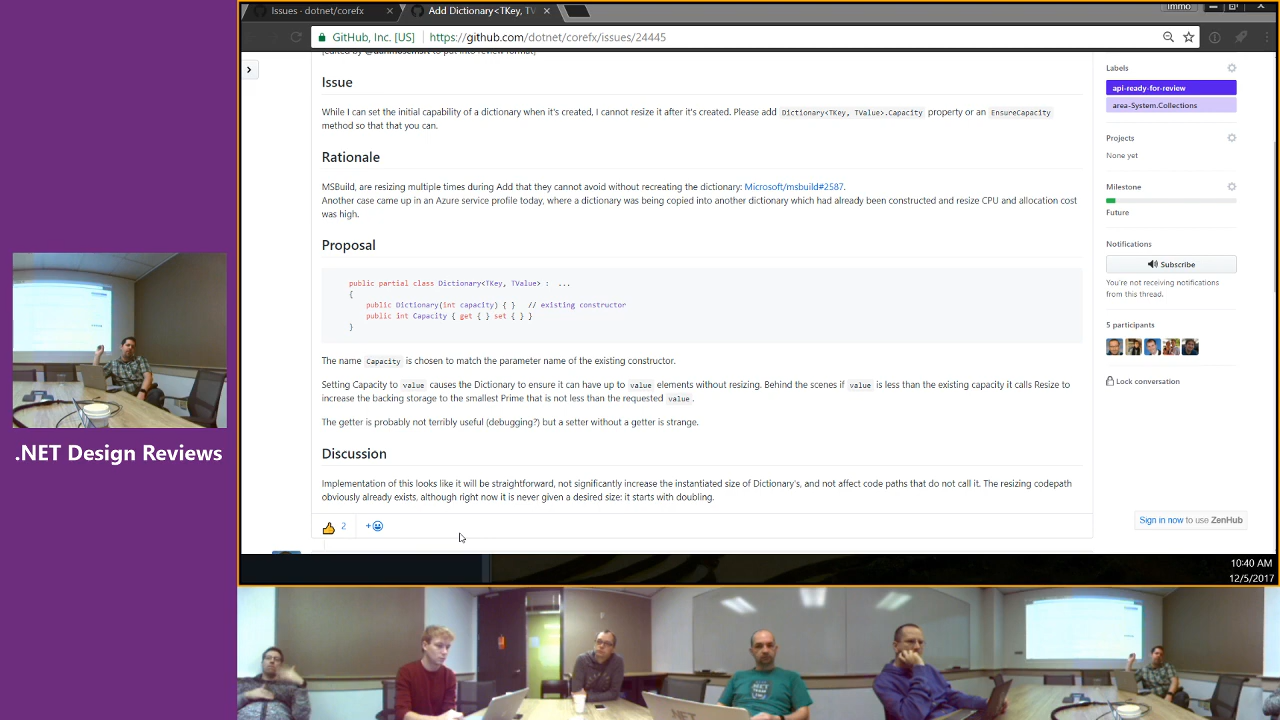 Issues - dotnet/corefx
Add Dictionary<TKey, TV
Immo
GitHub, Inc. [US]
https://github.com/dotnet/corefx/issues/24445
Issue
While I can set the initial capability of a dictionary when it's created, I cannot resize it after it's created. Please add Dictionary<TKey, TValue>.Capacity property or an EnsureCapacity
method so that that you can.
Rationale
MSBuild, are resizing multiple times during Add that they cannot avoid without recreating the dictionary: Microsoft/msbuild#2587.
Another case came up in an Azure service profile today, where a dictionary was being copied into another dictionary which had already been constructed and resize CPU and allocation cost
was high.
Proposal
public partial class Dictionary<TKey, TValue> : ...
{
public Dictionary(int capacity) { } // existing constructor
public int Capacity { get { } set { } }
}
The name Capacity is chosen to match the parameter name of the existing constructor.
Setting Capacity to value causes the Dictionary to ensure it can have up to value elements without resizing. Behind the scenes if value is less than the existing capacity it calls Resize to
increase the backing storage to the smallest Prime that is not less than the requested value.
The getter is probably not terribly useful (debugging?) but a setter without a getter is strange.
Discussion
Implementation of this looks like it will be straightforward, not significantly increase the instantiated size of Dictionary's, and not affect code paths that do not call it. The resizing codepath
obviously already exists, although right now it is never given a desired size: it starts with doubling.
2
Labels
api-ready-for-review
area-System.Collections
Projects
None yet
Milestone
Future
Notifications
Subscribe
You're not receiving notifications
from this thread.
5 participants
Lock conversation
Sign in now to use ZenHub
10:40 AM
12/5/2017
.NET Design Reviews
.NET